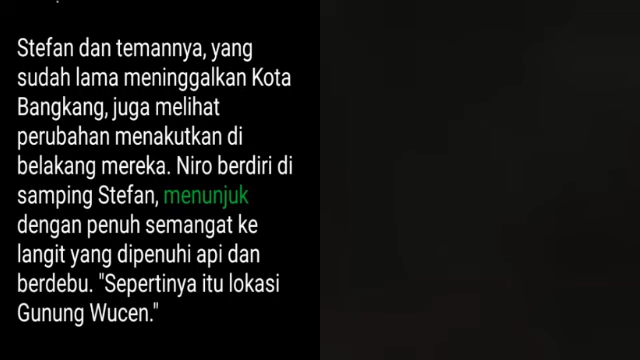 Stefan dan temannya, yang
sudah lama meninggalkan Kota
Bangkang, juga melihat
perubahan menakutkan di
belakang mereka. Niro berdiri di
samping Stefan, menunjuk
dengan penuh semangat ke
langit yang dipenuhi api dan
berdebu. "Sepertinya itu lokasi
Gunung Wucen."